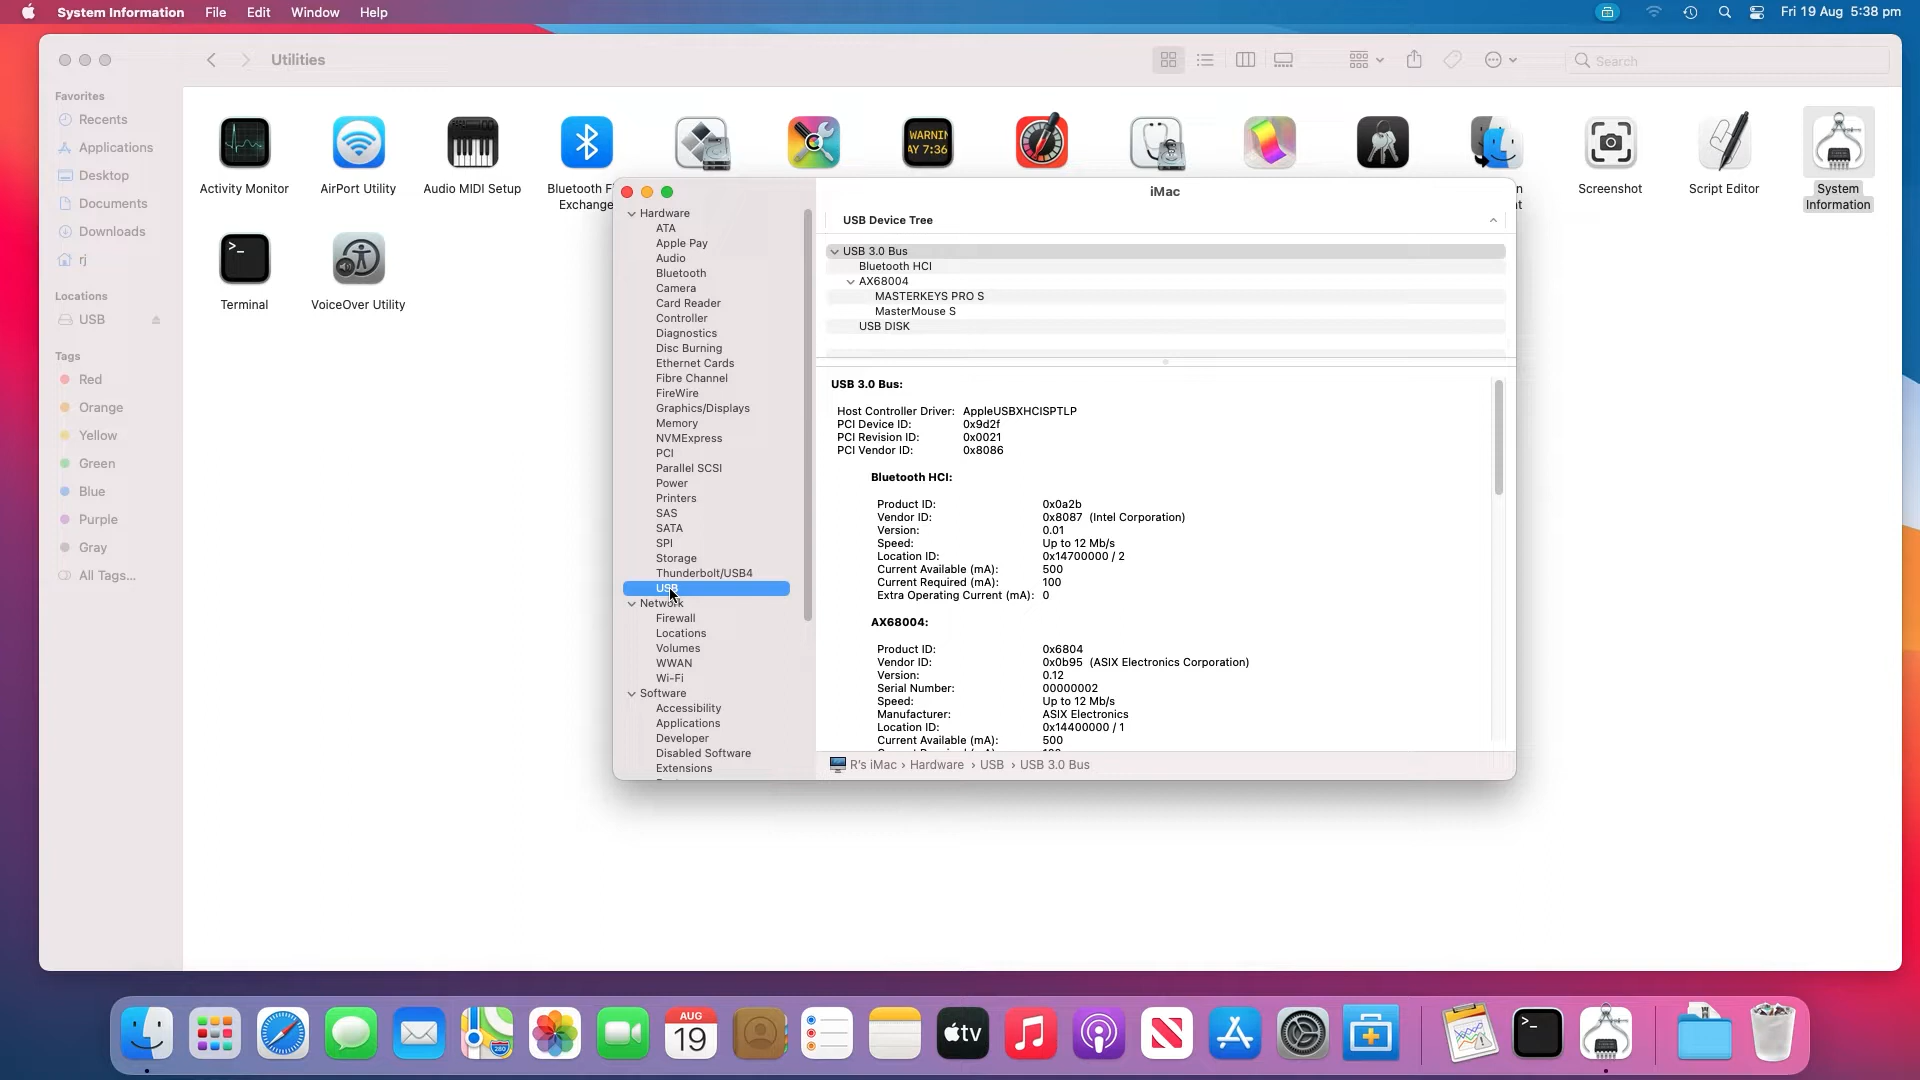 System Information File Edit Window Help
Fri 19 Aug 5:38 pm
Utilities
Search
Favorites
Recents
Applications
Desktop
Documents
Downloads
rj
Locations
USB
Tags
Red
Orange
Yellow
Green
Blue
Purple
Gray
All Tags...
WARNIN
AY 7:36
Activity Monitor
AirPort Utility
Audio MIDI Setup
Bluetooth F
Exchange
n
t
Screenshot
Script Editor
System
Information
>_
Terminal
VoiceOver Utility
iMac
Hardware
ATA
Apple Pay
Audio
Bluetooth
Camera
Card Reader
Controller
Diagnostics
Disc Burning
Ethernet Cards
Fibre Channel
FireWire
Graphics/Displays
Memory
NVMExpress
PCI
Parallel SCSI
Power
Printers
SAS
SATA
SPI
Storage
Thunderbolt/USB4
USB
Network
Firewall
Locations
Volumes
WWAN
Wi-Fi
Software
Accessibility
Applications
Developer
Disabled Software
Extensions
USB Device Tree
USB 3.0 Bus
Bluetooth HCI
AX68004
MASTERKEYS PRO S
MasterMouse S
USB DISK
USB 3.0 Bus:
Host Controller Driver: AppleUSBXHCISPTLP
PCI Device ID: 0x9d2f
PCI Revision ID: 0x0021
PCI Vendor ID: 0x8086
Bluetooth HCI:
Product ID: 0x0a2b
Vendor ID: 0x8087 (Intel Corporation)
Version: 0.01
Speed: Up to 12 Mb/s
Location ID: 0x14700000 / 2
Current Available (mA): 500
Current Required (mA): 100
Extra Operating Current (mA): 0
AX68004:
Product ID: 0x6804
Vendor ID: 0x0b95 (ASIX Electronics Corporation)
Version: 0.12
Serial Number: 00000002
Speed: Up to 12 Mb/s
Manufacturer: ASIX Electronics
Location ID: 0x14400000 / 1
Current Available (mA): 500
R's iMac › Hardware › USB › USB 3.0 Bus
280
AUG
19
tv
>_